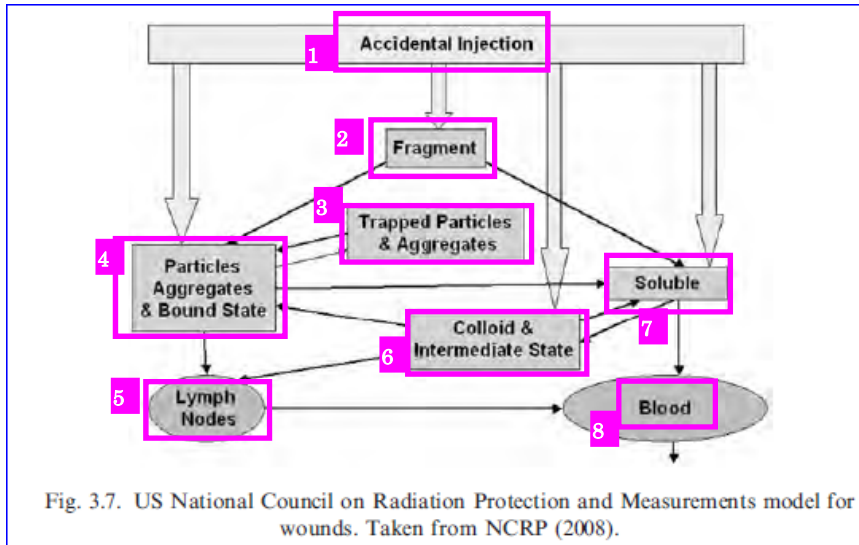 1
Accidental Injection
2
Fragment
3
Trapped Particles
& Aggregates
4
Particles
Aggregates
& Bound State
Soluble
7
Colloid &
Intermediate State
6
5
Lymph
Nodes
Blood
8
Fig. 3.7. US National Council on Radiation Protection and Measurements model for
wounds. Taken from NCRP (2008).